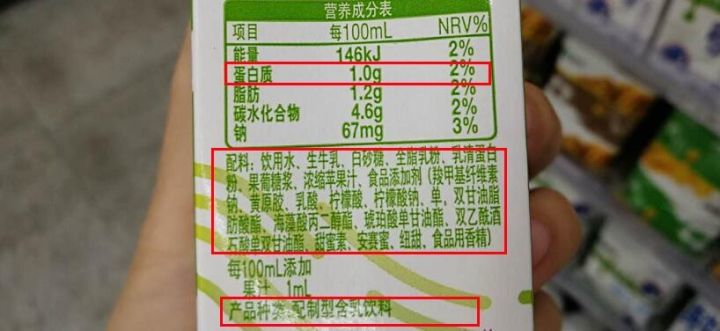 营养成分表
项目 每100mL NRV%
能量 146kJ 2%
蛋白质 1.0g 2%
脂肪 1.2g 2%
碳水化合物 4.6g 2%
钠 67mg 3%
配料：饮用水、生牛乳、白砂糖、全脂乳粉、乳清蛋白
粉、果葡糖浆、浓缩苹果汁、食品添加剂（羧甲基纤维素
钠、黄原胶、乳酸、柠檬酸、柠檬酸钠、单，双甘油脂
肪酸酯、海藻酸丙二醇酯、琥珀酸单甘油酯、双乙酰酒
石酸单双甘油酯、甜蜜素、安赛蜜、纽甜、食品用香精）
每100mL添加
果汁 1mL
产品种类：配制型含乳饮料